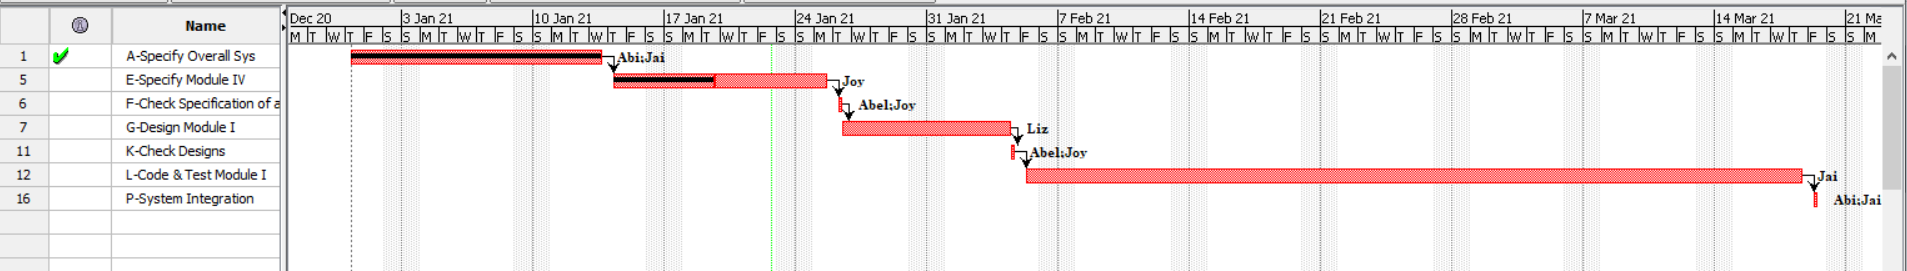 Name
Dec 20 3 Jan 21 10 Jan 21 17 Jan 21 24 Jan 21 31 Jan 21 7 Feb 21 14 Feb 21 21 Feb 21 28 Feb 21 7 Mar 21 14 Mar 21 21 Ma
M T W T F S S M T W T F S S M T W T F S S M T W T F S S M T W T F S S M T W T F S S M T W T F S S M T W T F S S M T W T F S S M T W T F S S M T W T F S S M T W T F S S M
1 A-Specify Overall Sys Abi;Jai
5 E-Specify Module IV Joy
6 F-Check Specification of a Abel;Joy
7 G-Design Module I Liz
11 K-Check Designs Abel;Joy
12 L-Code & Test Module I Jai
16 P-System Integration Abi;Jai